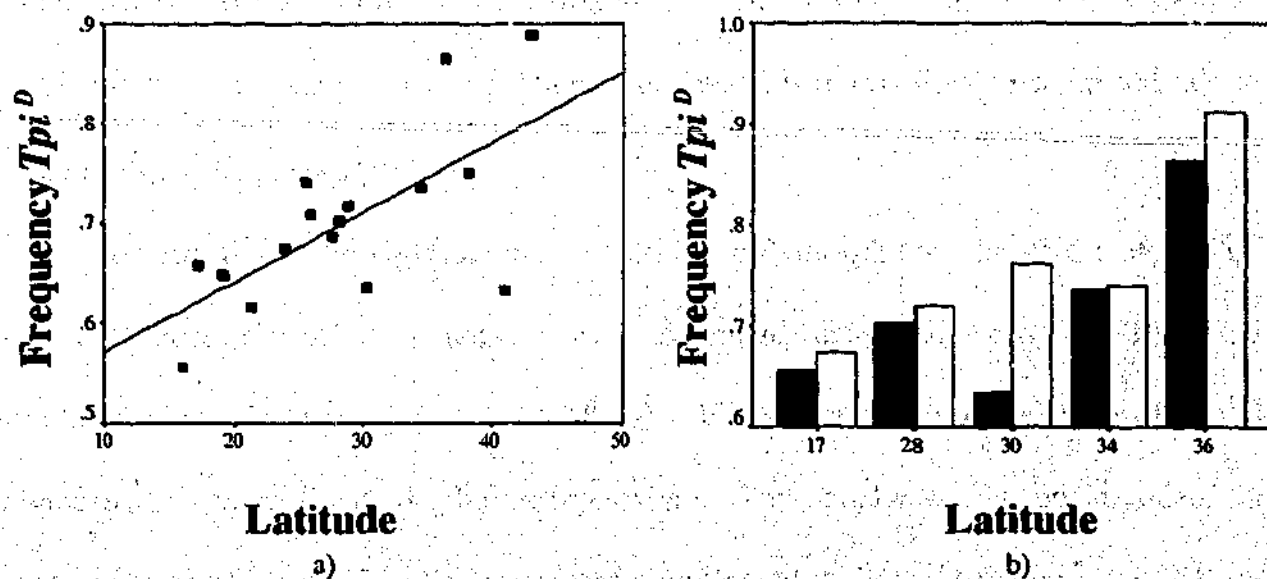 Frequency Tpi^D
.9
.8
.7
.6
.5
10 20 30 40 50
Latitude
a)
Frequency Tpi^D
1.0
.9
.8
.7
.6
17 28 30 34 36
Latitude
b)